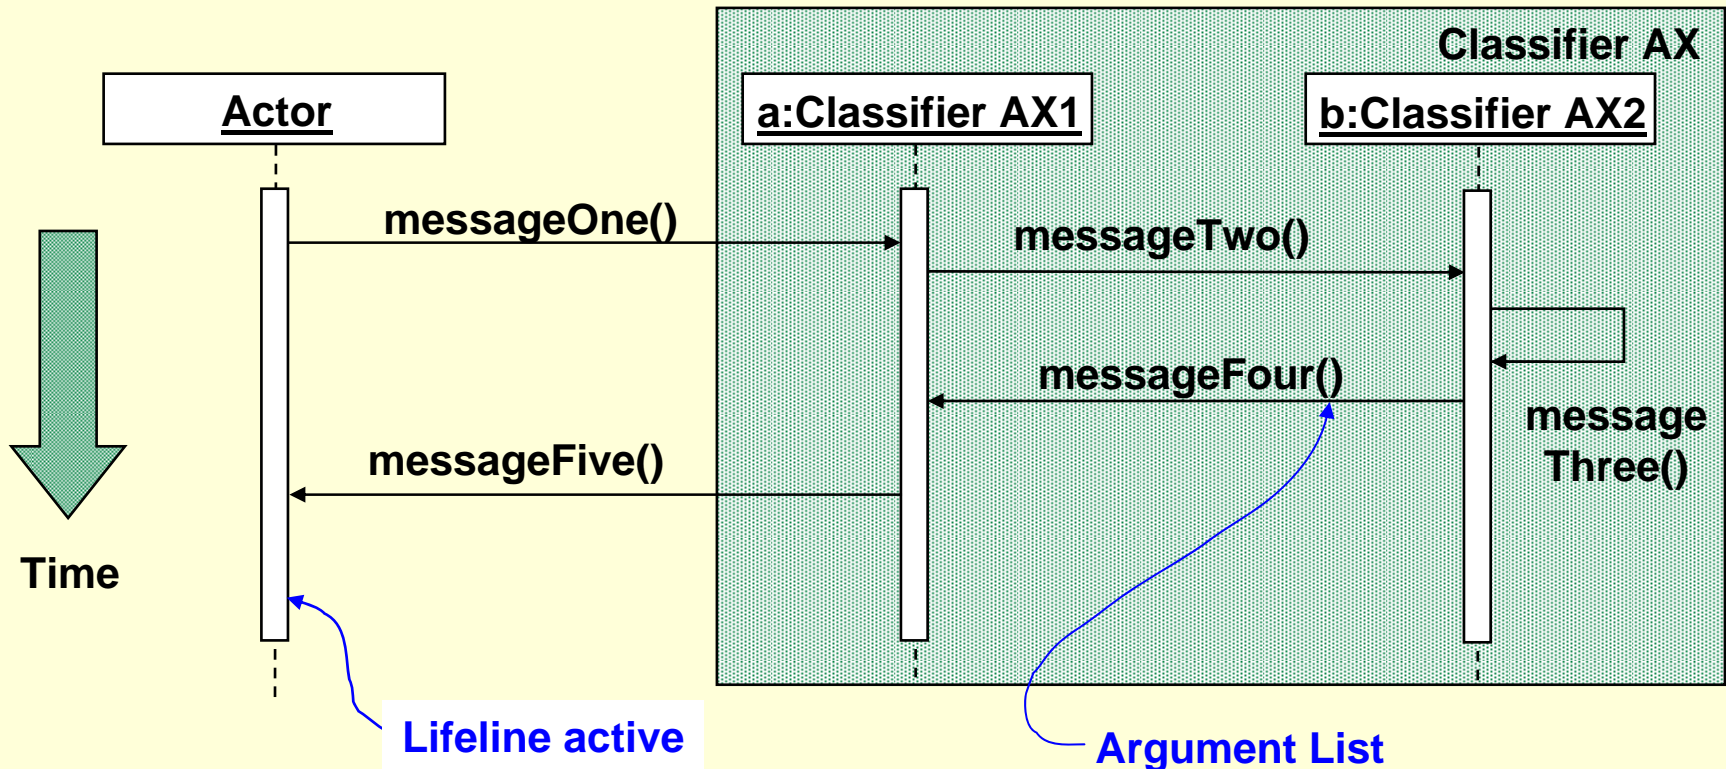 Classifier AX
Actor
a:Classifier AX1
b:Classifier AX2
messageOne()
messageTwo()
messageFour()
message
Three()
messageFive()
Time
Lifeline active
Argument List